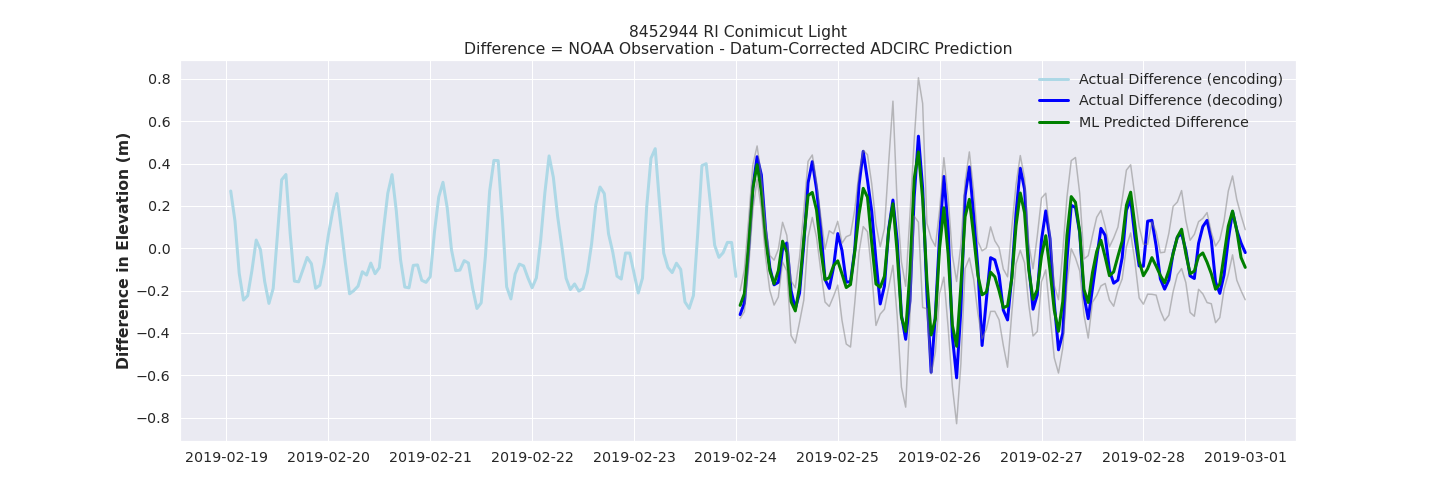 8452944 RI Conimicut Light
Difference = NOAA Observation - Datum-Corrected ADCIRC Prediction
Difference in Elevation (m)
0.8
0.6
0.4
0.2
0.0
−0.2
−0.4
−0.6
−0.8
Actual Difference (encoding)
Actual Difference (decoding)
ML Predicted Difference
2019-02-19 2019-02-20 2019-02-21 2019-02-22 2019-02-23 2019-02-24 2019-02-25 2019-02-26 2019-02-27 2019-02-28 2019-03-01